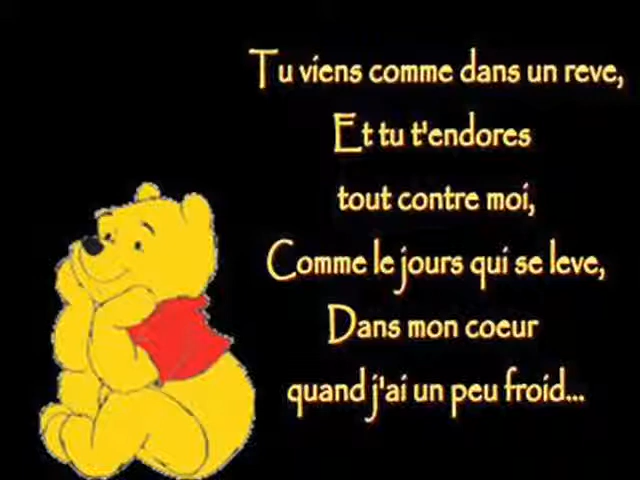 Tu viens comme dans un reve,
Et tu t'endores
tout contre moi,
Comme le jours qui se leve,
Dans mon coeur
quand j'ai un peu froid...